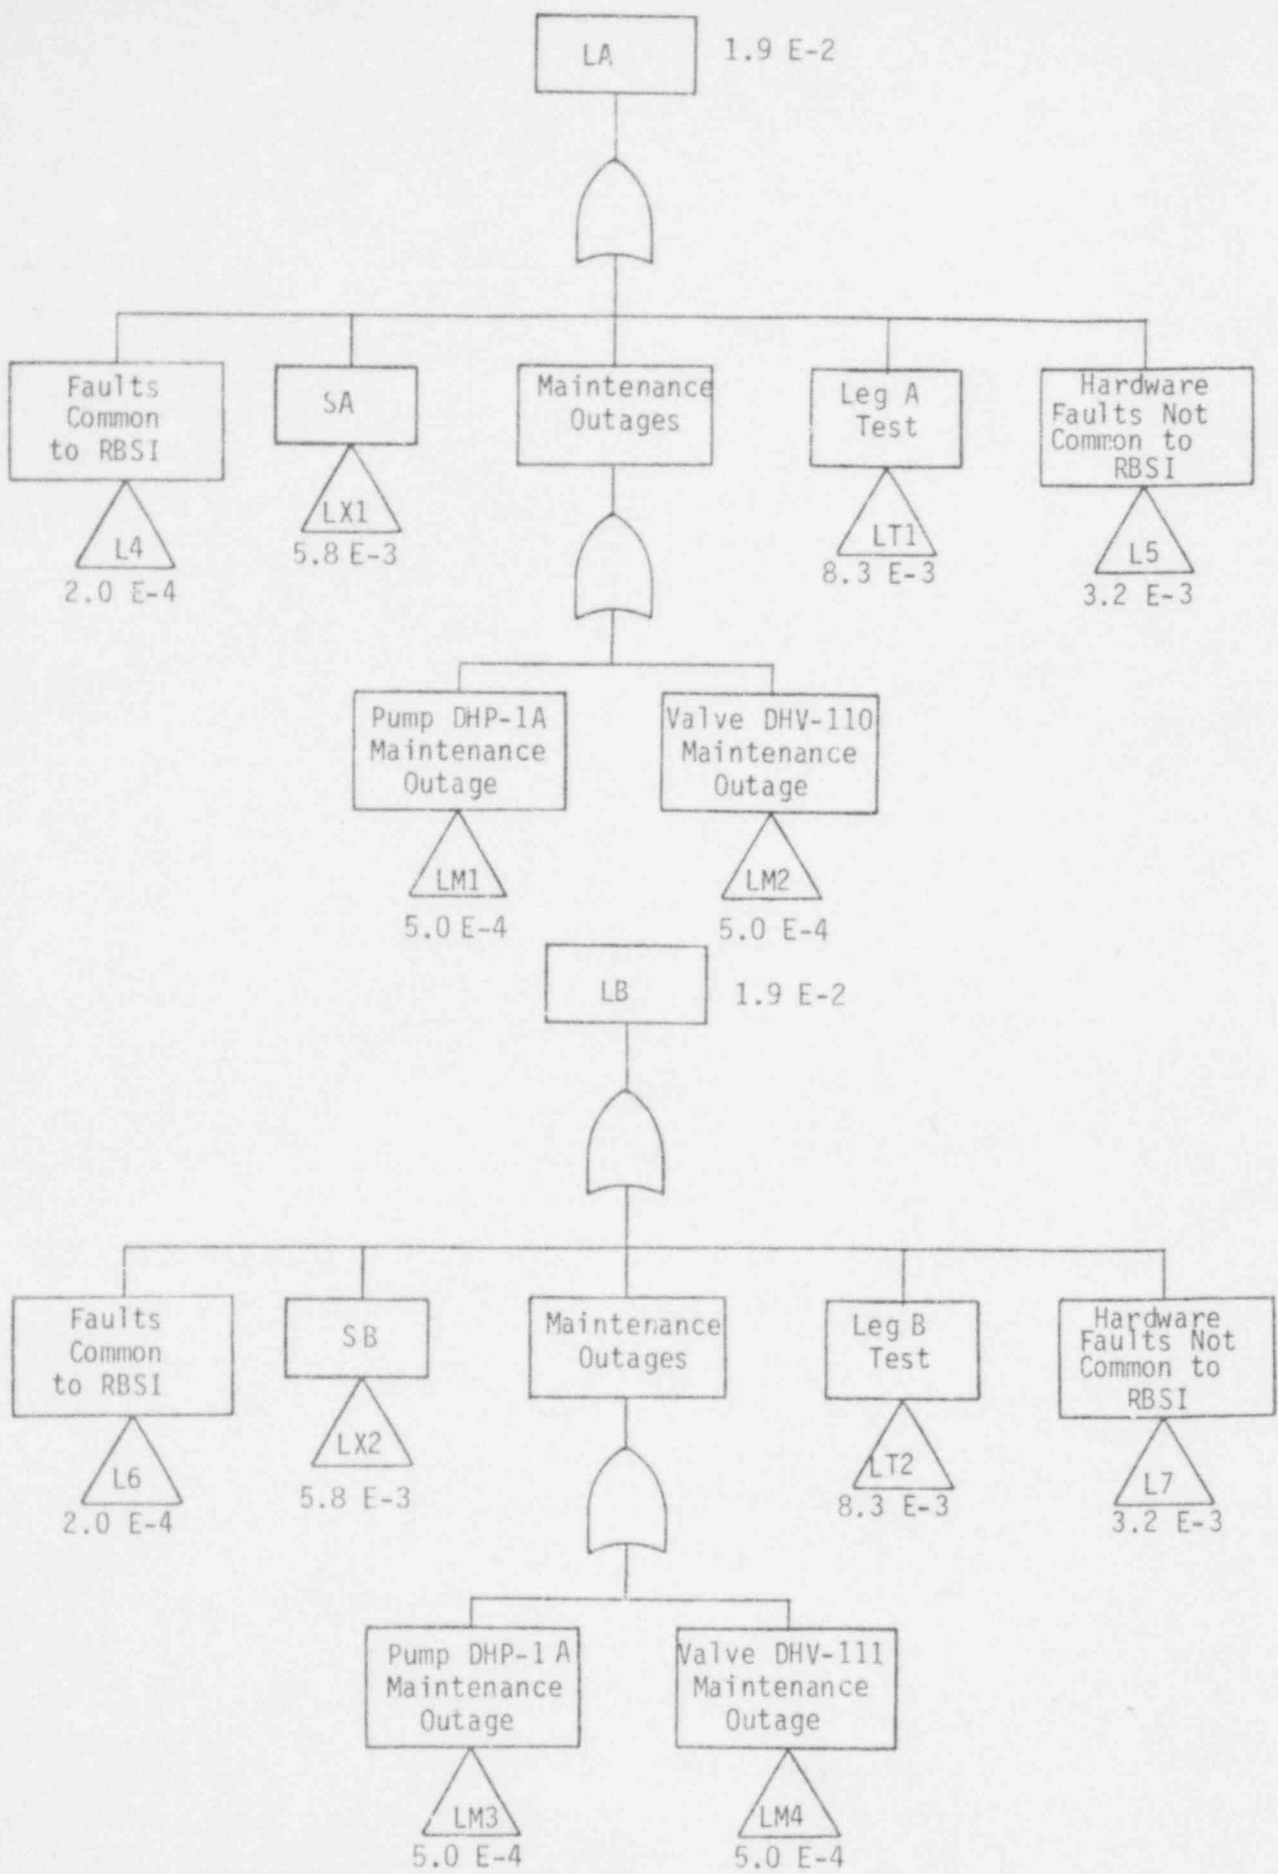 LA
1.9 E-2
Faults
Common
to RBSI
L4
2.0 E-4
SA
LX1
5.8 E-3
Maintenance
Outages
Leg A
Test
LT1
8.3 E-3
Hardware
Faults Not
Common to
RBSI
L5
3.2 E-3
Pump DHP-1A
Maintenance
Outage
LM1
5.0 E-4
Valve DHV-110
Maintenance
Outage
LM2
5.0 E-4
LB
1.9 E-2
Faults
Common
to RBSI
L6
2.0 E-4
SB
LX2
5.8 E-3
Maintenance
Outages
Leg B
Test
LT2
8.3 E-3
Hardware
Faults Not
Common to
RBSI
L7
3.2 E-3
Pump DHP-1 A
Maintenance
Outage
LM3
5.0 E-4
Valve DHV-111
Maintenance
Outage
LM4
5.0 E-4